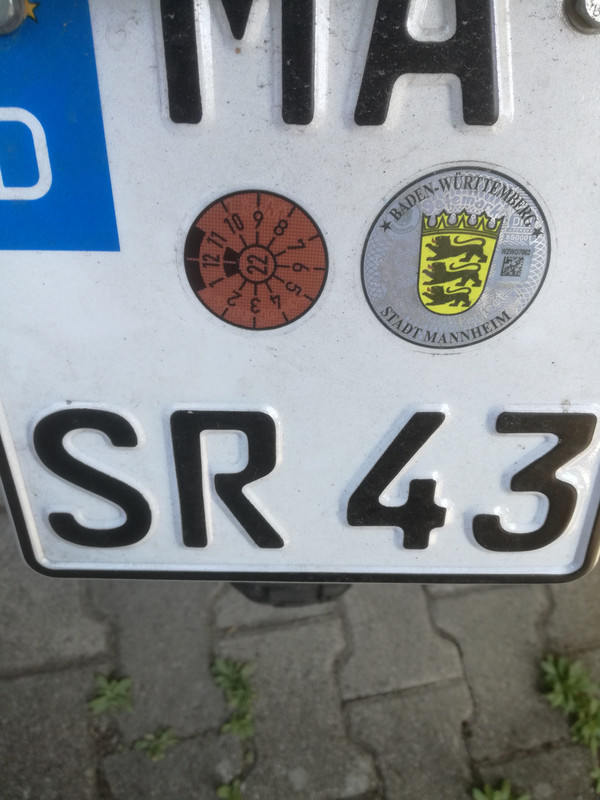 MA
D
10 9 8
11 7
12 22 6
1 5
2 3 4
BADEN-WÜRTTEMBERG
STADT MANNHEIM
SR 43